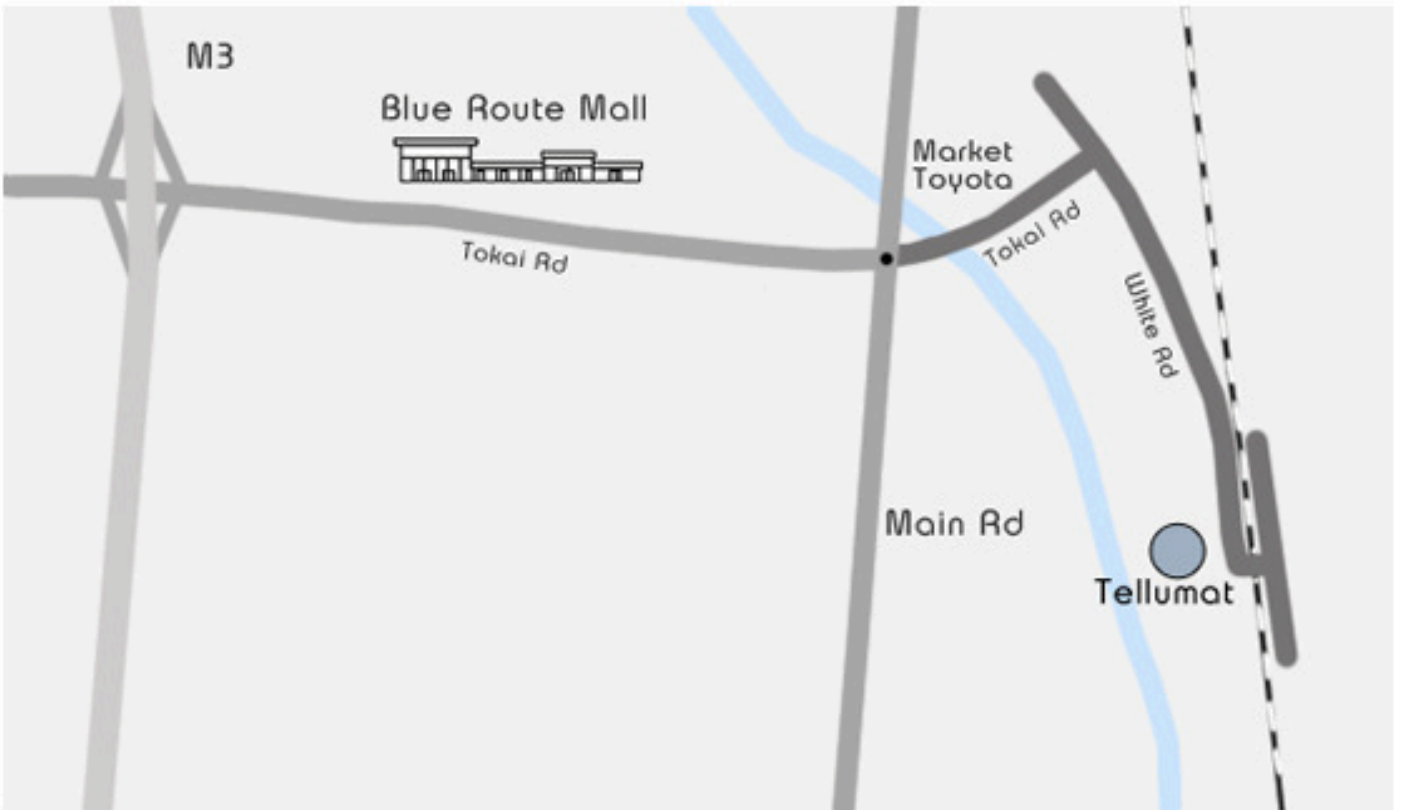 M3
Blue Route Mall
Market
Toyota
Tokai Rd
Tokai Rd
White Rd
Main Rd
Tellumat